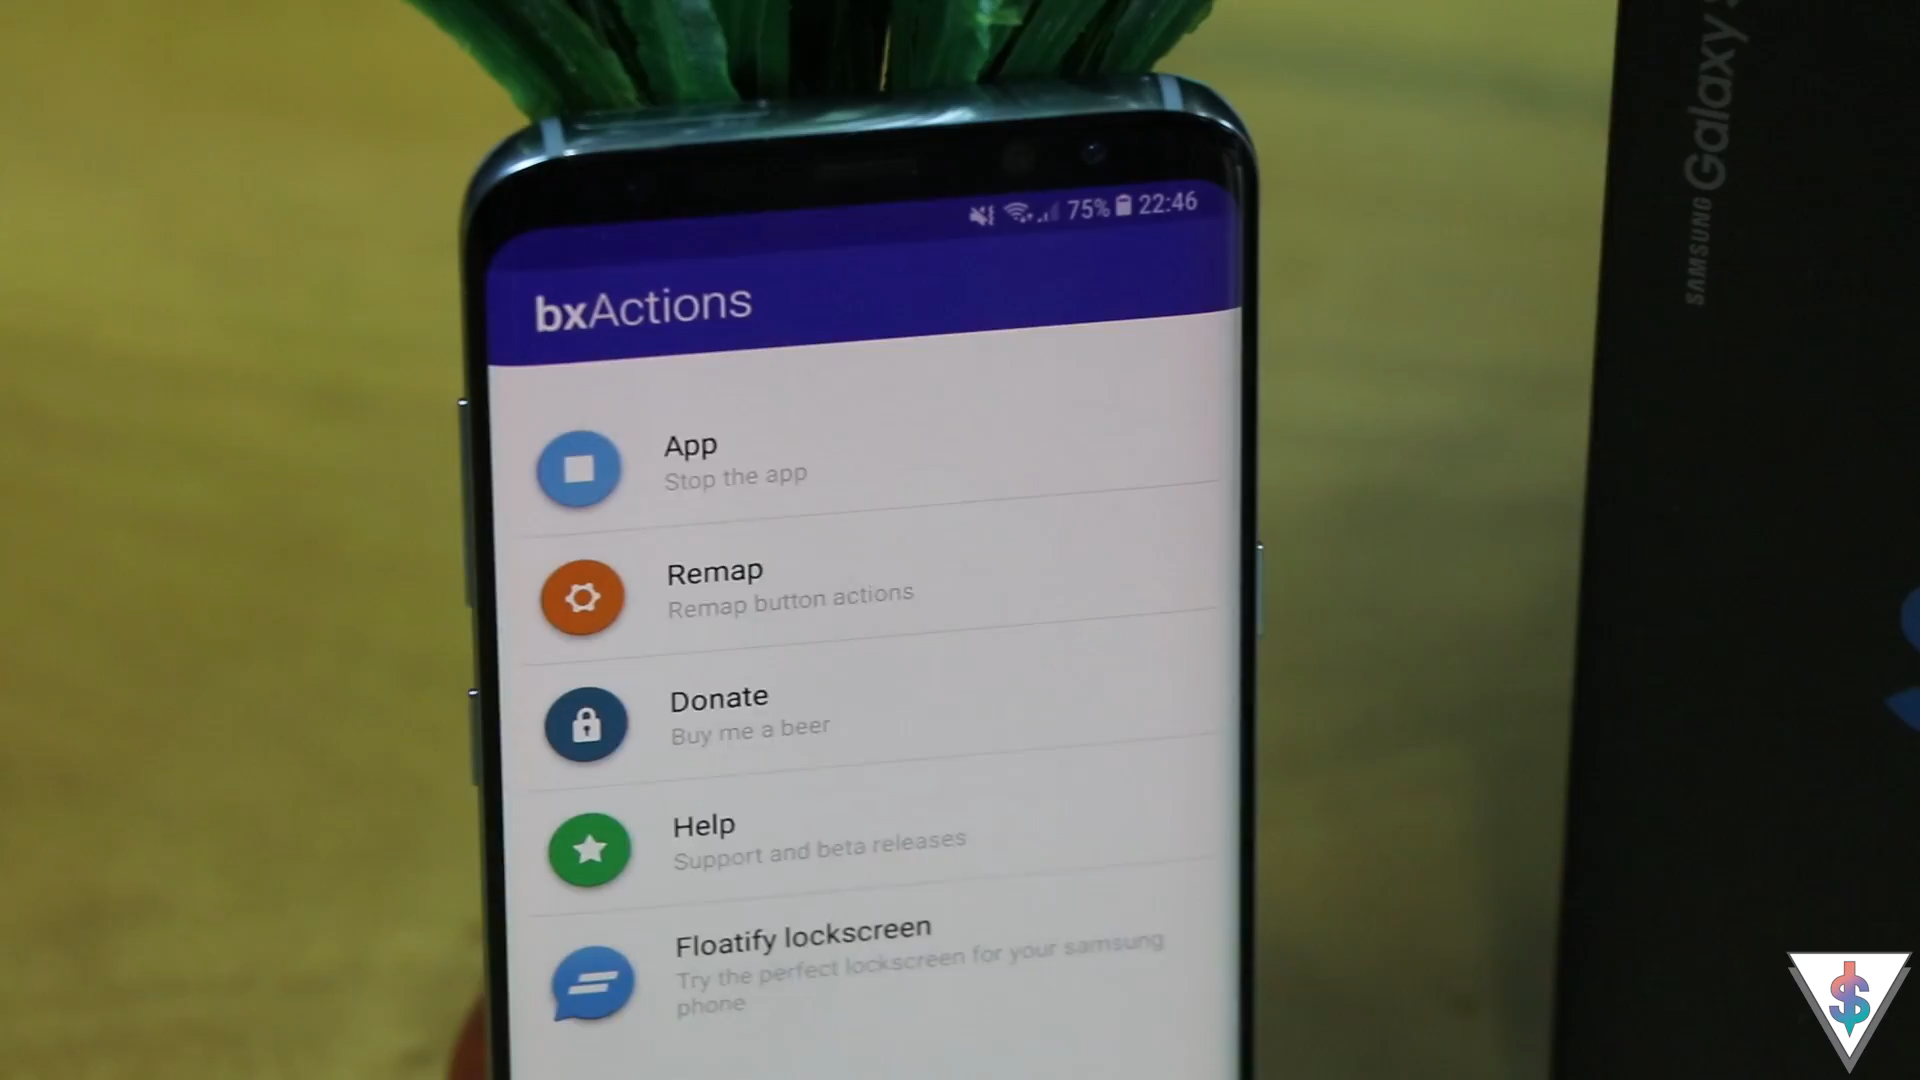 75% 22:46
bxActions
App
Stop the app
Remap
Remap button actions
Donate
Buy me a beer
Help
Support and beta releases
Floatify lockscreen
Try the perfect lockscreen for your samsung
phone
SAMSUNG Galaxy
$